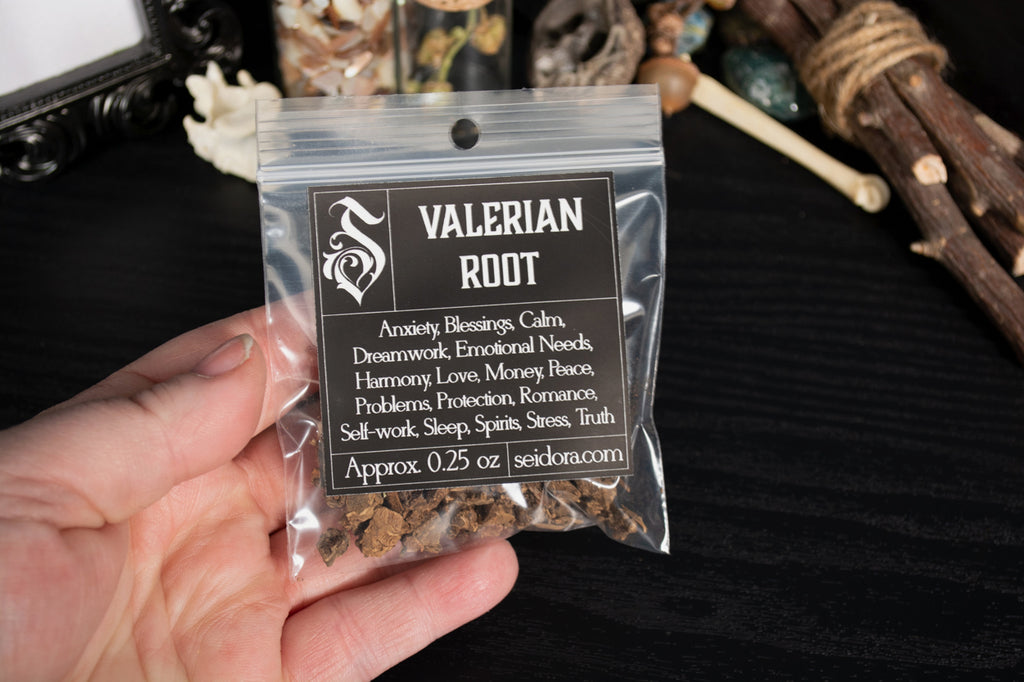 VALERIAN
ROOT
Anxiety, Blessings, Calm,
Dreamwork, Emotional Needs,
Harmony, Love, Money, Peace,
Problems, Protection, Romance,
Self-work, Sleep, Spirits, Stress, Truth
Approx. 0.25 oz
seidora.com